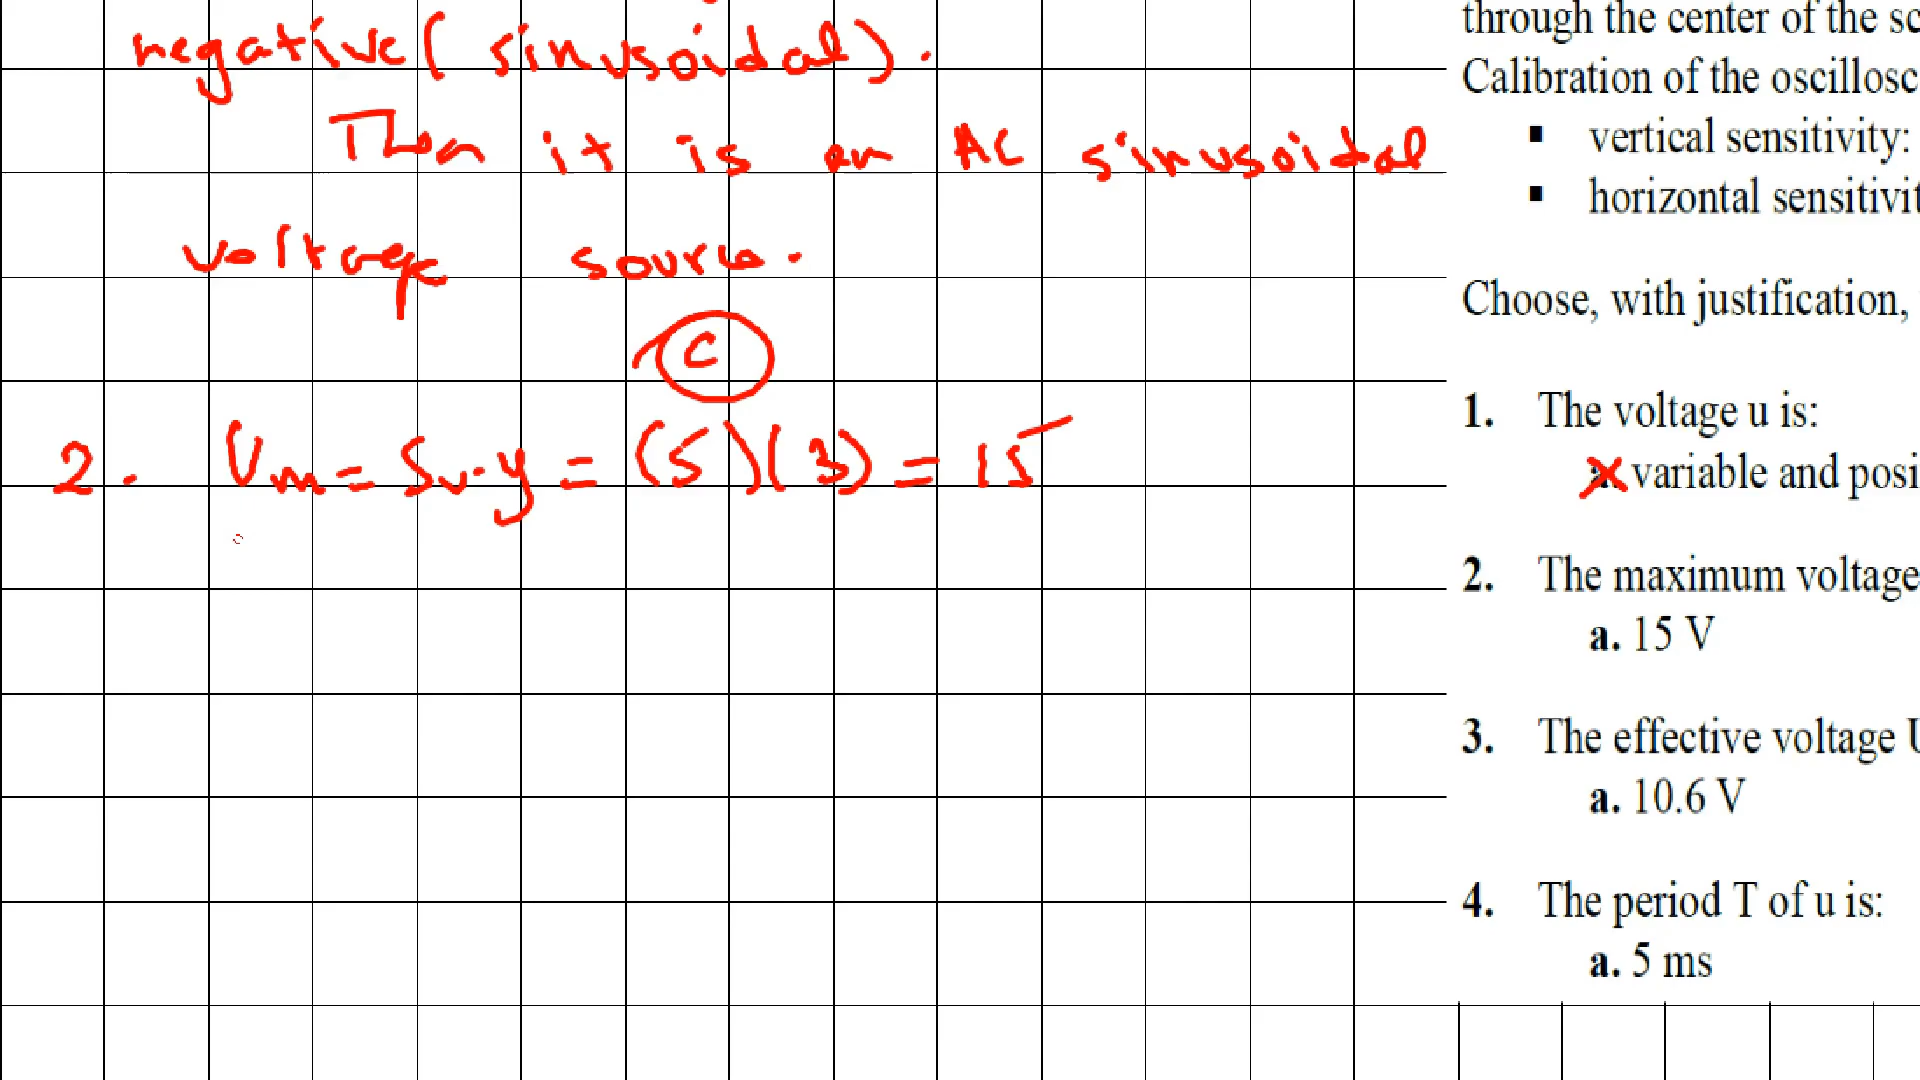 negative (sinusoidal).
Then it is an AC sinusoidal
voltage source.
C
2. Um = Sv.y = (5)(3) = 15
through the center of the sc
Calibration of the oscillosc
▪ vertical sensitivity:
▪ horizontal sensitivit
Choose, with justification,
1. The voltage u is:
variable and posi
2. The maximum voltage
a. 15 V
3. The effective voltage U
a. 10.6 V
4. The period T of u is:
a. 5 ms